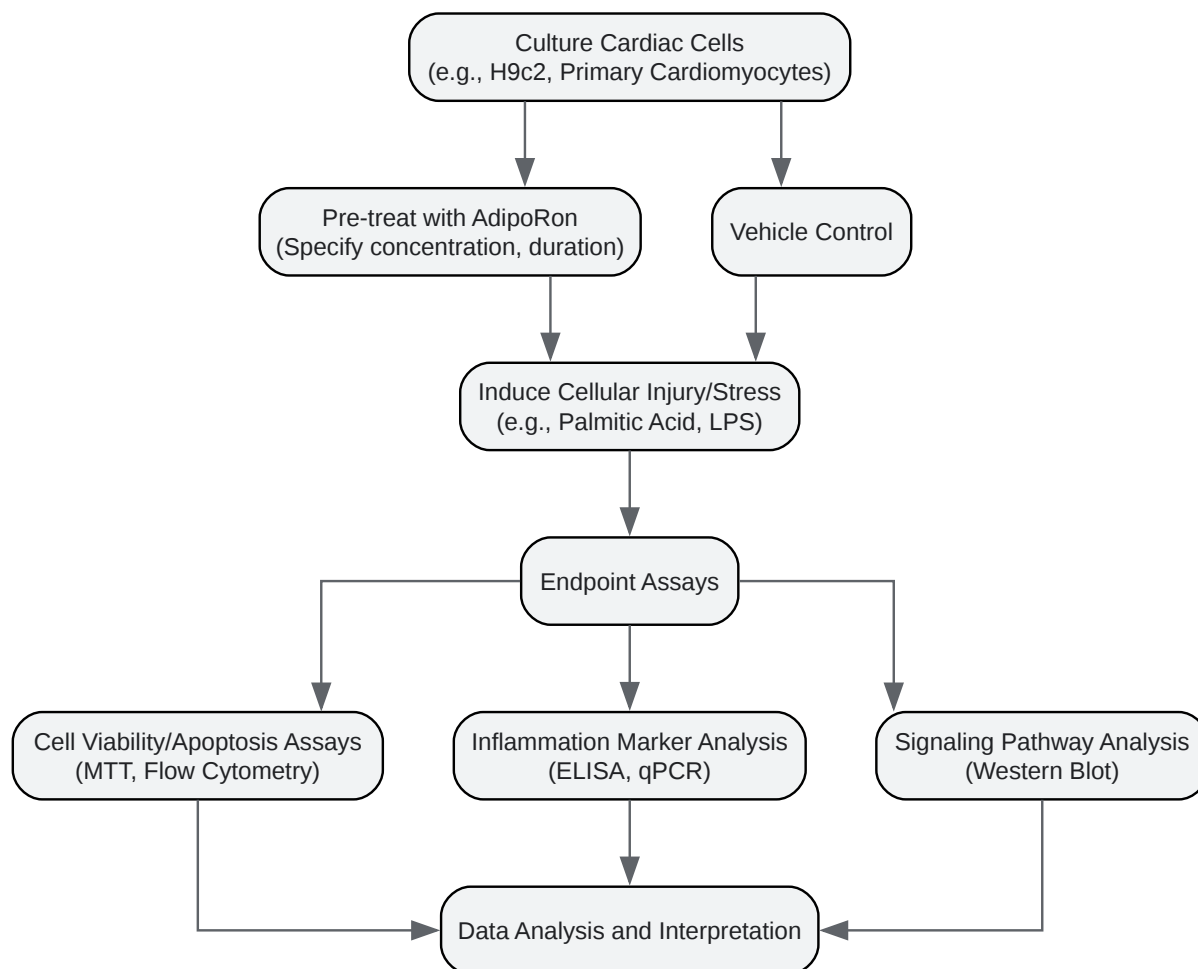 Culture Cardiac Cells
(e.g., H9c2, Primary Cardiomyocytes)
Pre-treat with AdipoRon
(Specify concentration, duration)
Vehicle Control
Induce Cellular Injury/Stress
(e.g., Palmitic Acid, LPS)
Endpoint Assays
Cell Viability/Apoptosis Assays
(MTT, Flow Cytometry)
Inflammation Marker Analysis
(ELISA, qPCR)
Signaling Pathway Analysis
(Western Blot)
Data Analysis and Interpretation